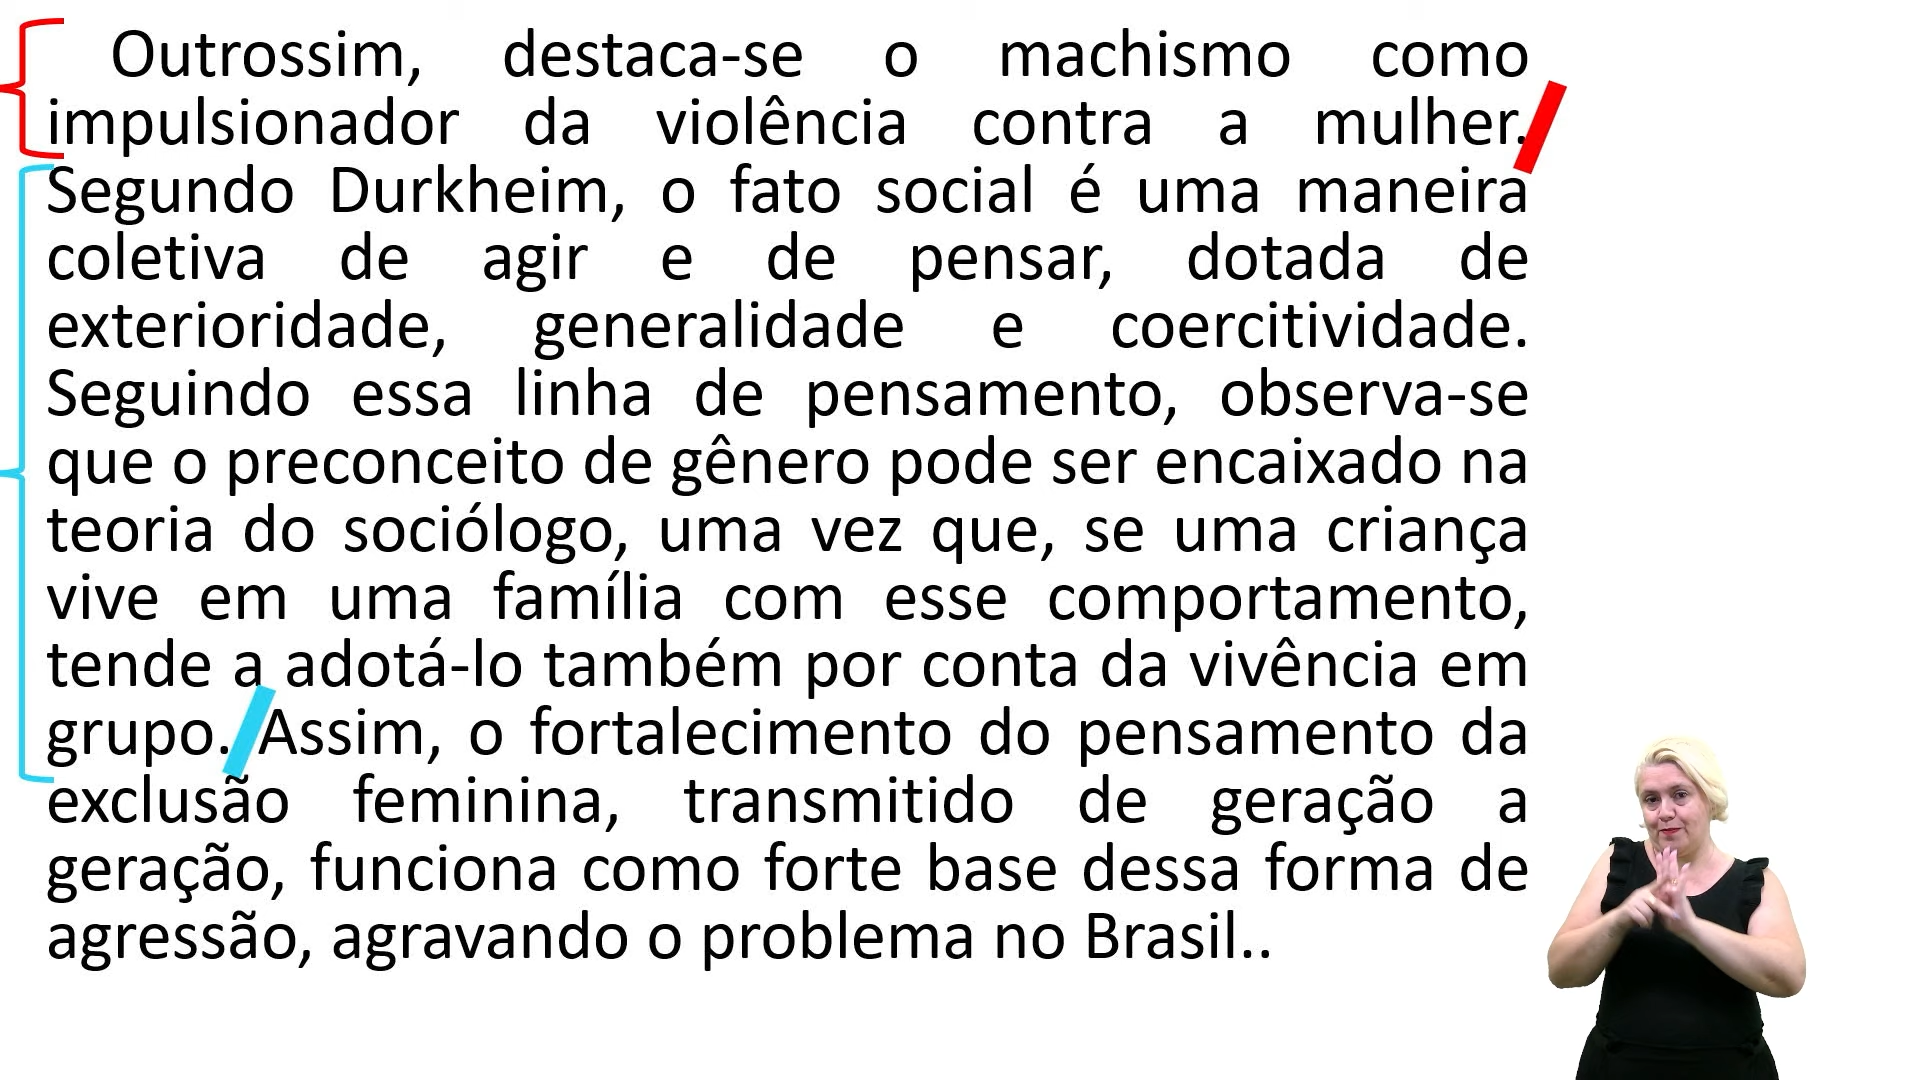 Outrossim, destaca-se o machismo como
impulsionador da violência contra a mulher.
Segundo Durkheim, o fato social é uma maneira
coletiva de agir e de pensar, dotada de
exterioridade, generalidade e coercitividade.
Seguindo essa linha de pensamento, observa-se
que o preconceito de gênero pode ser encaixado na
teoria do sociólogo, uma vez que, se uma criança
vive em uma família com esse comportamento,
tende a adotá-lo também por conta da vivência em
grupo. Assim, o fortalecimento do pensamento da
exclusão feminina, transmitido de geração a
geração, funciona como forte base dessa forma de
agressão, agravando o problema no Brasil..